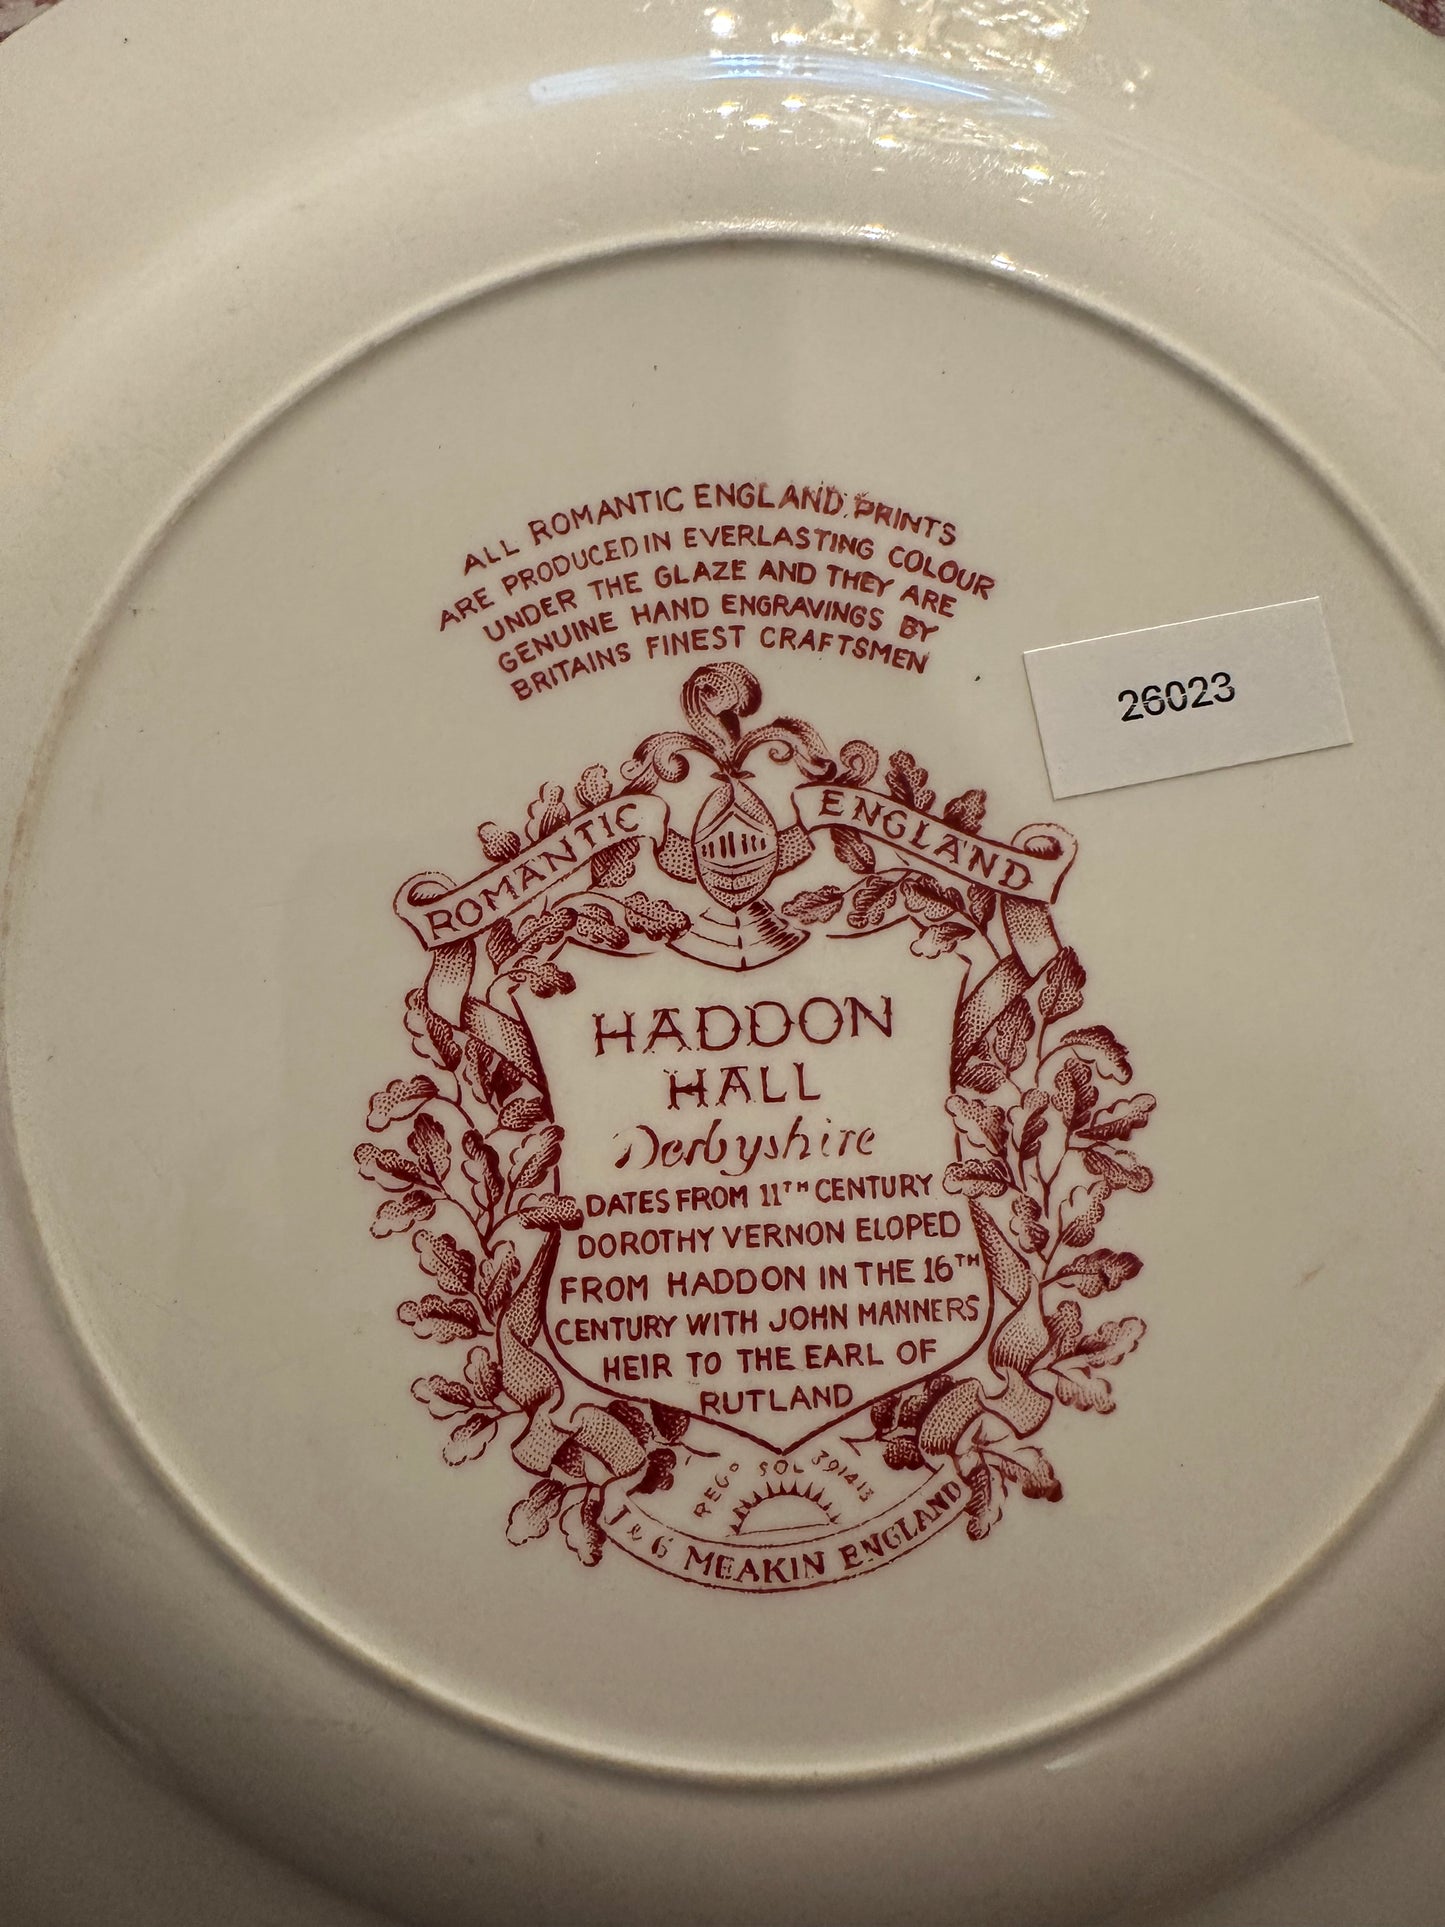 ALL ROMANTIC ENGLAND PRINTS
ARE PRODUCED IN EVERLASTING COLOUR
UNDER THE GLAZE AND THEY ARE
GENUINE HAND ENGRAVINGS BY
BRITAINS FINEST CRAFTSMEN
26023
ROMANTIC ENGLAND
HADDON
HALL
Derbyshire
DATES FROM 11TH CENTURY
DOROTHY VERNON ELOPED
FROM HADDON IN THE 16TH
CENTURY WITH JOHN MANNERS
HEIR TO THE EARL OF
RUTLAND
REGD SOL 391413
J & G MEAKIN ENGLAND